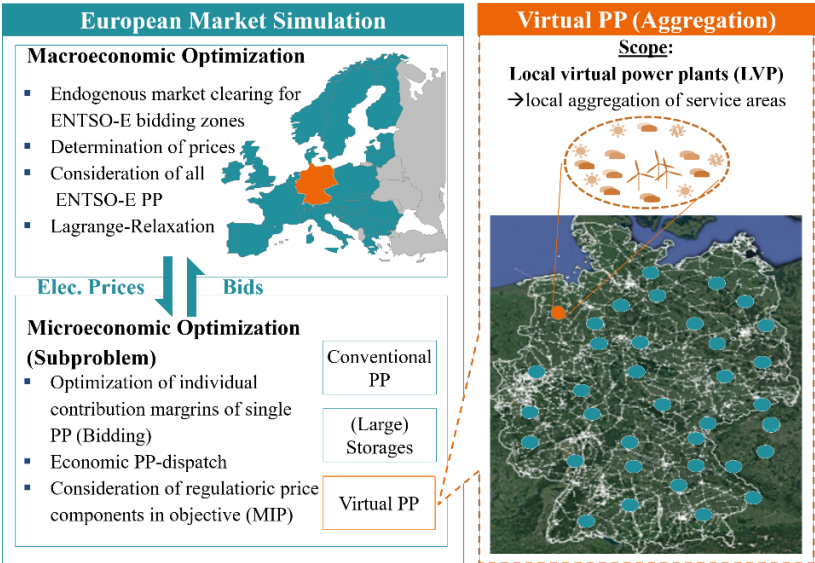 European Market Simulation
Macroeconomic Optimization
▪ Endogenous market clearing for
ENTSO-E bidding zones
▪ Determination of prices
▪ Consideration of all
ENTSO-E PP
▪ Lagrange-Relaxation
Elec. Prices
Bids
Microeconomic Optimization
(Subproblem)
▪ Optimization of individual
contribution margrins of single
PP (Bidding)
▪ Economic PP-dispatch
▪ Consideration of regulatioric price
components in objective (MIP)
Conventional
PP
(Large)
Storages
Virtual PP
Virtual PP (Aggregation)
Scope:
Local virtual power plants (LVP)
→local aggregation of service areas